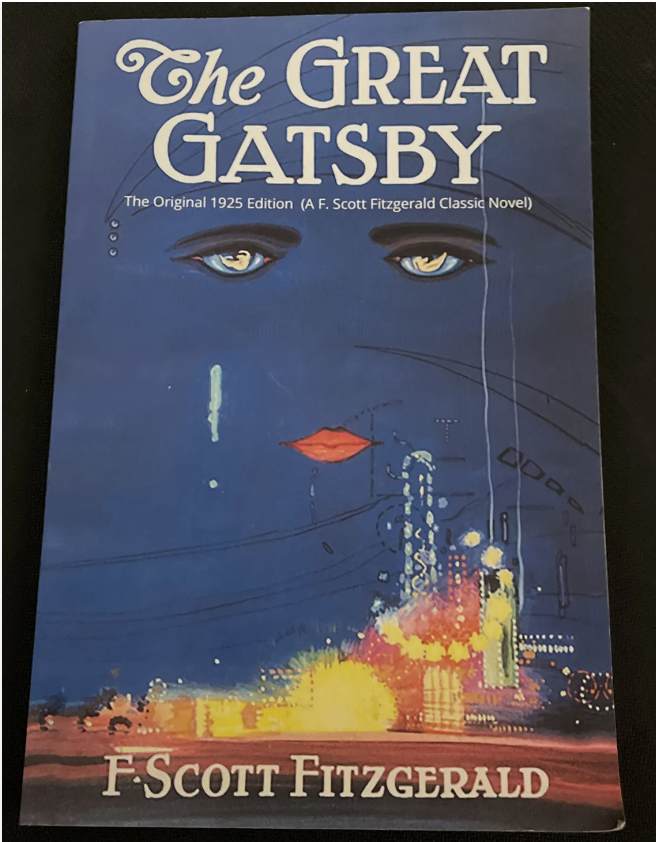 The GREAT
GATSBY
The Original 1925 Edition (A F. Scott Fitzgerald Classic Novel)
F·SCOTT FITZGERALD